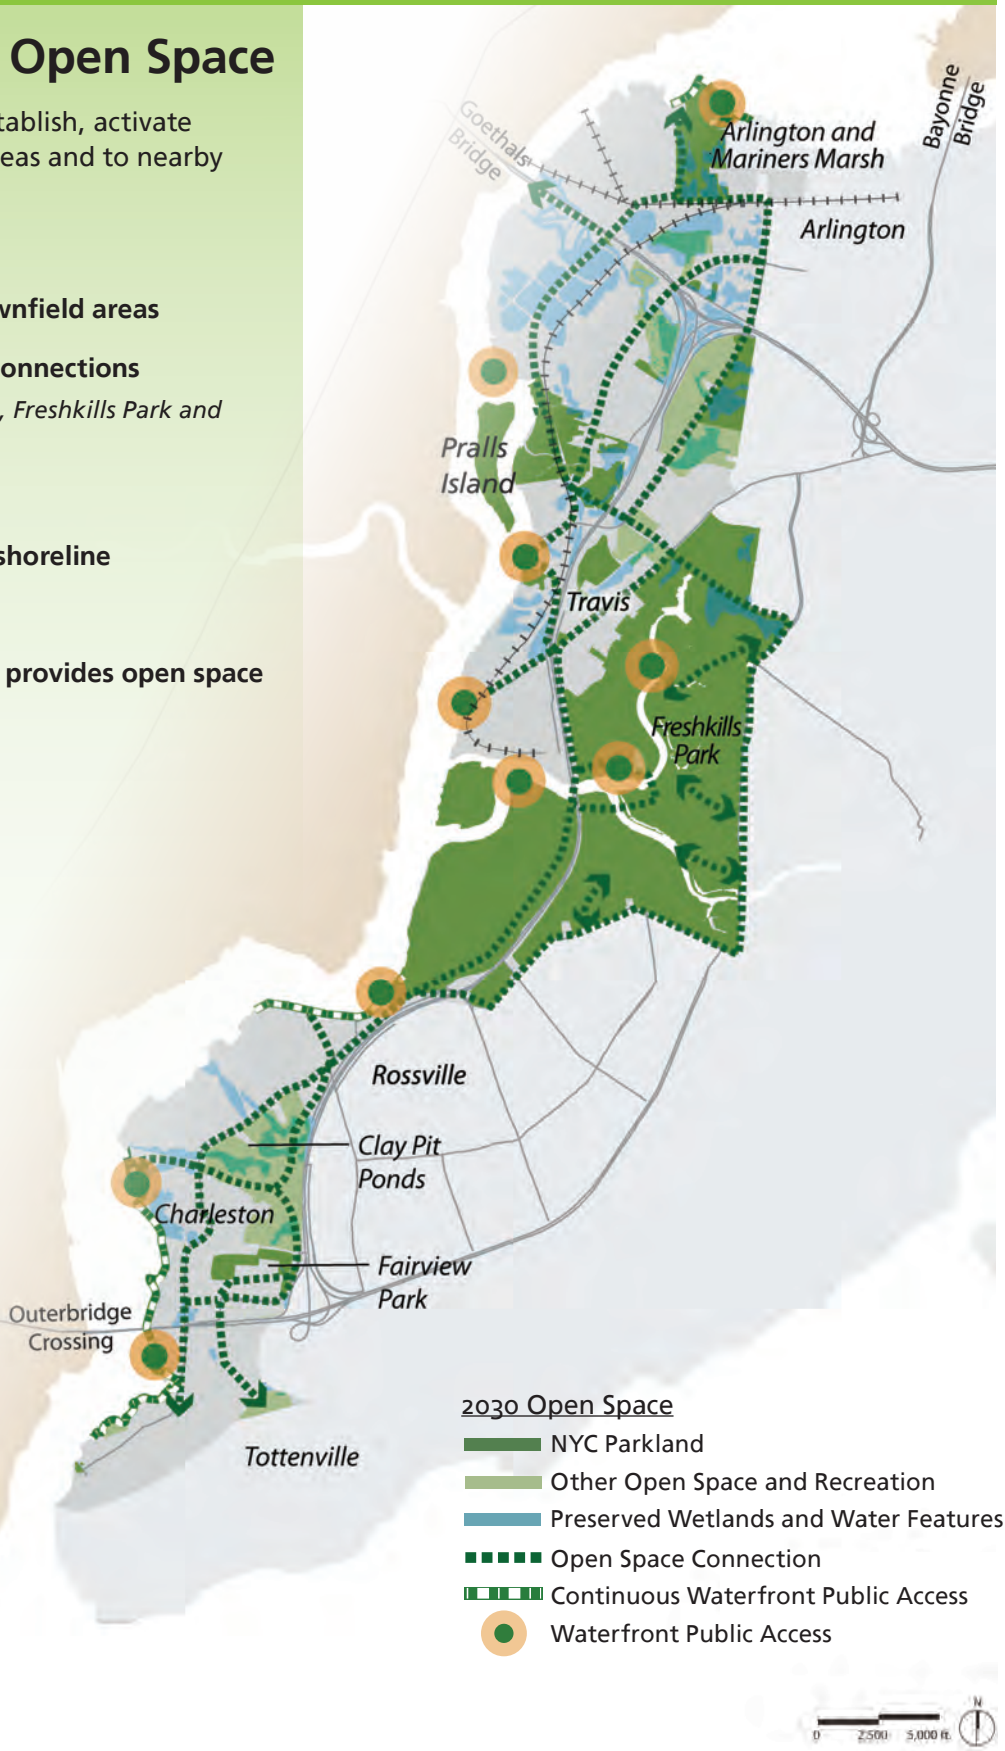 Open Space
tablish, activate
reas and to nearby
wnfield areas
onnections
, Freshkills Park and
shoreline
provides open space
Goethals
Bridge
Bayonne
Bridge
Arlington and
Mariners Marsh
Arlington
Pralls
Island
Travis
Freshkills
Park
Rossville
Clay Pit
Ponds
Charleston
Fairview
Park
Outerbridge
Crossing
Tottenville
2030 Open Space
NYC Parkland
Other Open Space and Recreation
Preserved Wetlands and Water Features
Open Space Connection
Continuous Waterfront Public Access
Waterfront Public Access
N
0 2,500 5,000 ft.